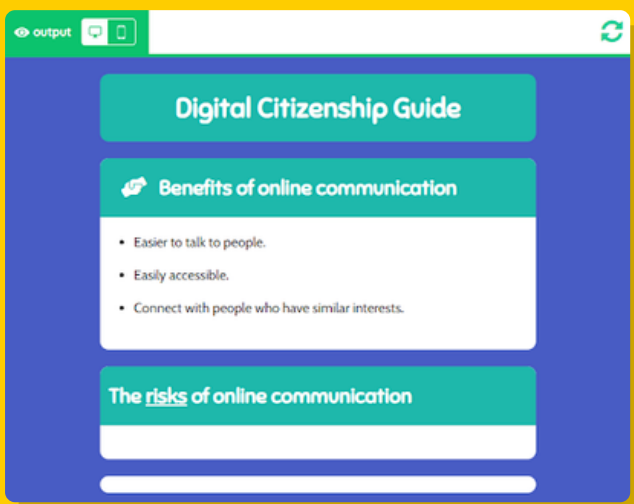 output
Digital Citizenship Guide
Benefits of online communication
• Easier to talk to people.
• Easily accessible.
• Connect with people who have similar interests.
The risks of online communication